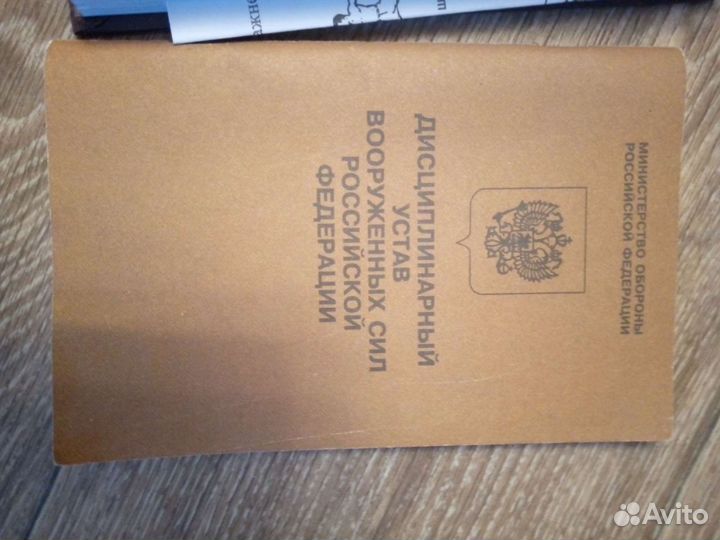 МИНИСТЕРСТВО ОБОРОНЫ
РОССИЙСКОЙ ФЕДЕРАЦИИ
ДИСЦИПЛИНАРНЫЙ
УСТАВ
ВООРУЖЕННЫХ СИЛ
РОССИЙСКОЙ
ФЕДЕРАЦИИ
Avito